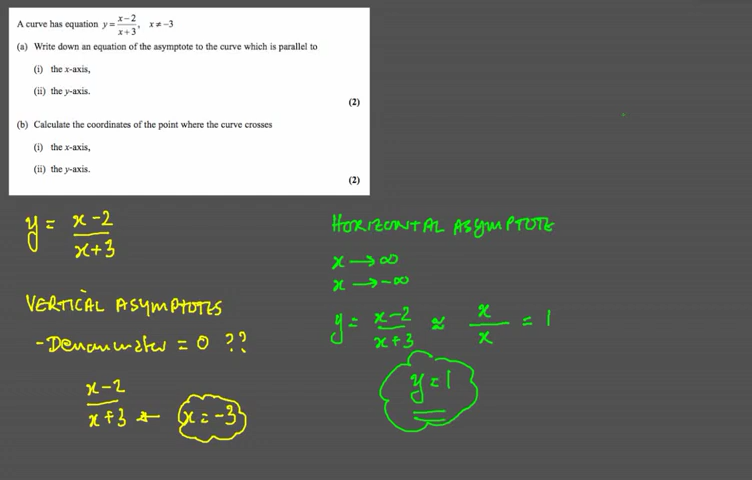 A curve has equation y = (x−2)/(x+3), x ≠ −3
(a) Write down an equation of the asymptote to the curve which is parallel to
(i) the x-axis,
(ii) the y-axis.
(2)
(b) Calculate the coordinates of the point where the curve crosses
(i) the x-axis,
(ii) the y-axis.
(2)
y = (x-2)/(x+3)
VERTICAL ASYMPTOTES
- Denominator = 0 ??
(x-2)/(x+3) ← x = -3
HORIZONTAL ASYMPTOTE
x → ∞
x → -∞
y = (x-2)/(x+3) ≈ x/x = 1
y = 1